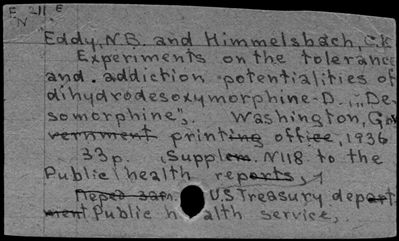 E 211 E
N
Eddy, N.B. and Himmelsbach, C.K.
Experiments on the tolerance
and addiction potentialities of
dihydrodesoxymorphine-D. ,,"De-
somorphine",. Washington, Gov
vernment printing office, 1936
33p. (Supplem. N118 to the
Public health reports,)
U.S Treasury depart
ment Public health service,.